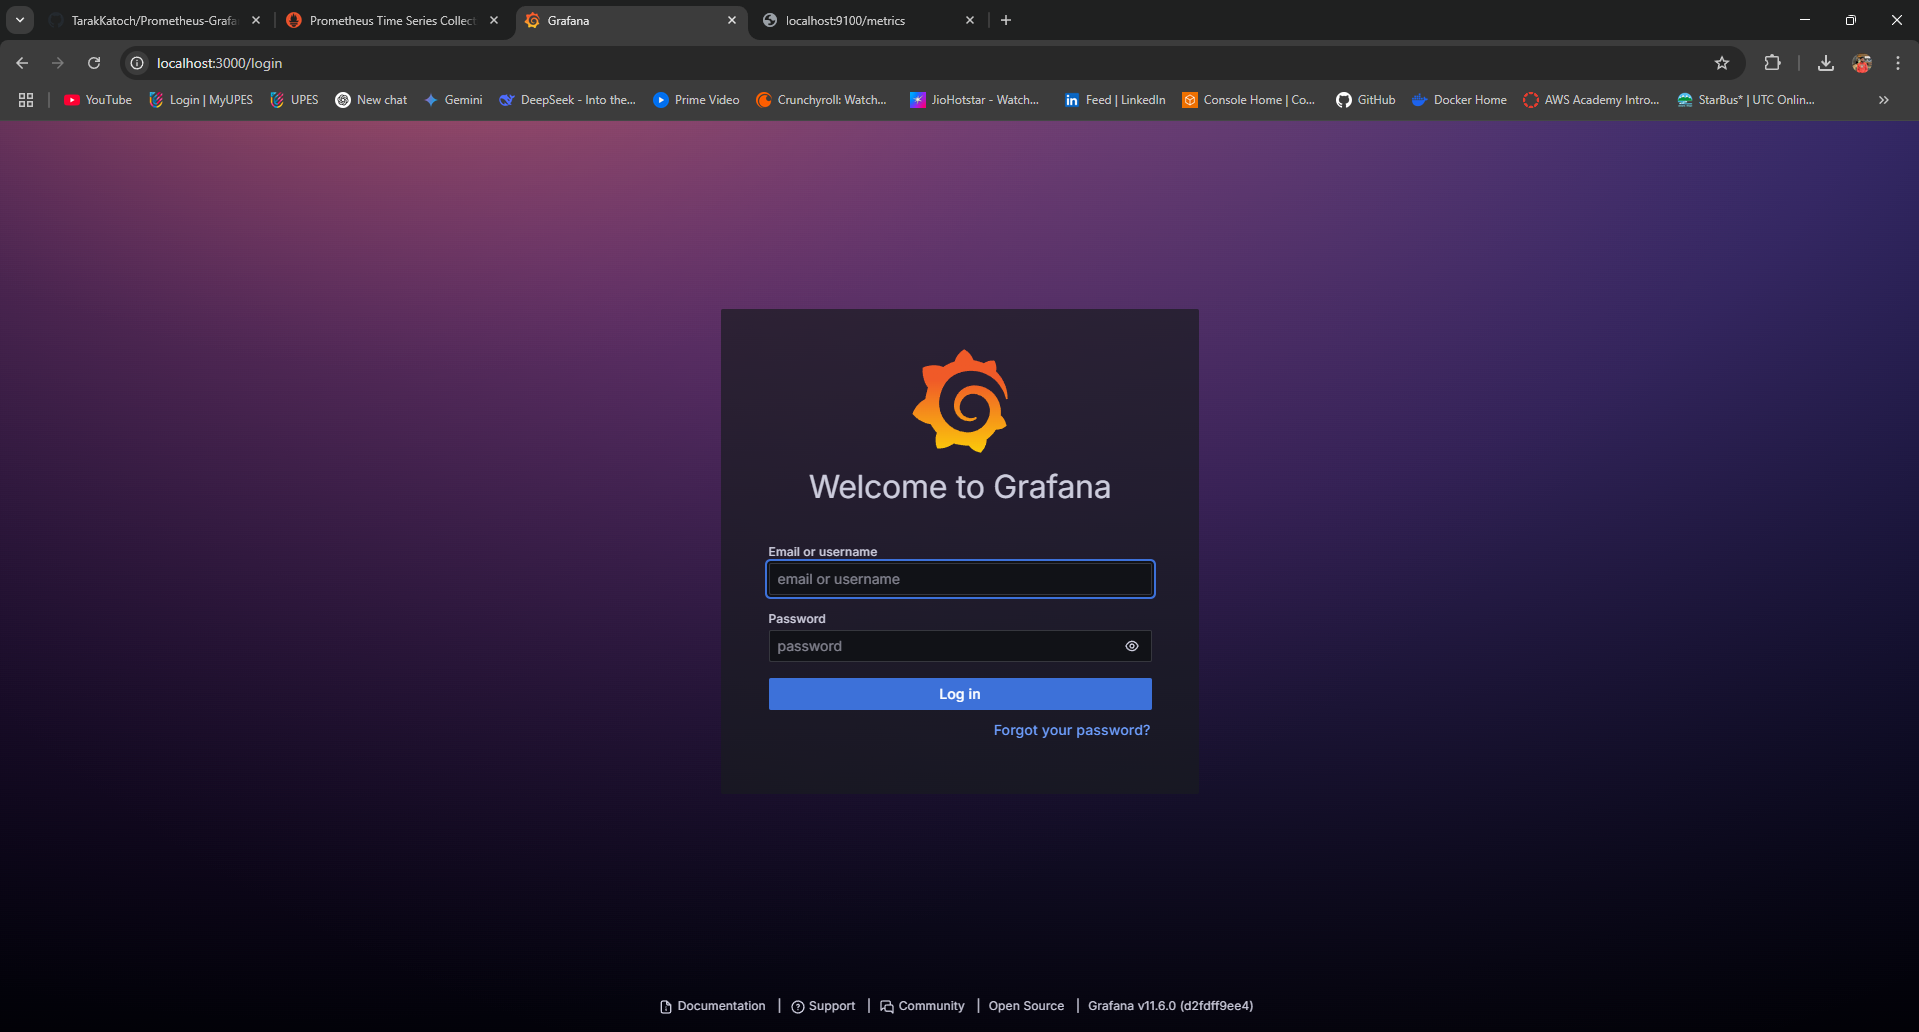 TarakKatoch/Prometheus-Grafa
Prometheus Time Series Collect
Grafana
localhost:9100/metrics
localhost:3000/login
YouTube
Login | MyUPES
UPES
New chat
Gemini
DeepSeek - Into the...
Prime Video
Crunchyroll: Watch...
JioHotstar - Watch...
Feed | LinkedIn
Console Home | Co...
GitHub
Docker Home
AWS Academy Intro...
StarBus* | UTC Onlin...
Welcome to Grafana
Email or username
email or username
Password
password
Log in
Forgot your password?
Documentation | Support | Community | Open Source | Grafana v11.6.0 (d2fdff9ee4)